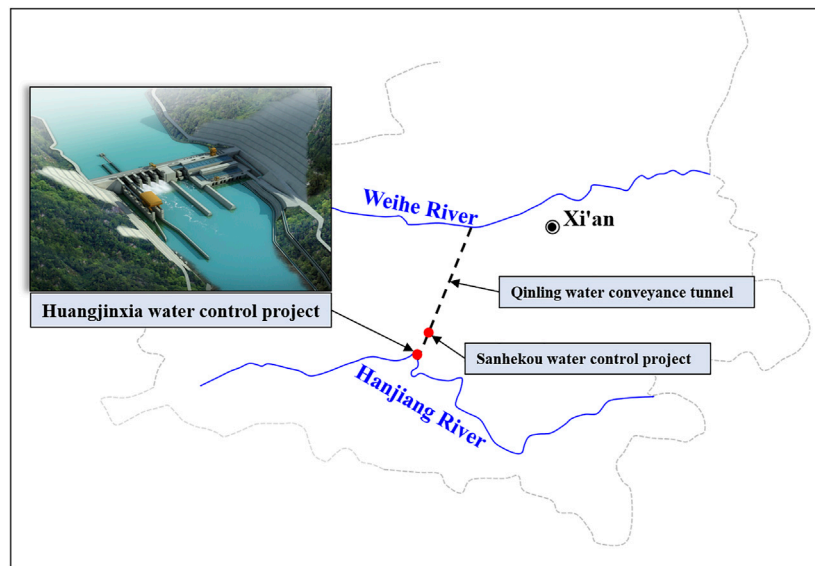 Weihe River
Xi'an
Qinling water conveyance tunnel
Huangjinxia water control project
Sanhekou water control project
Hanjiang River